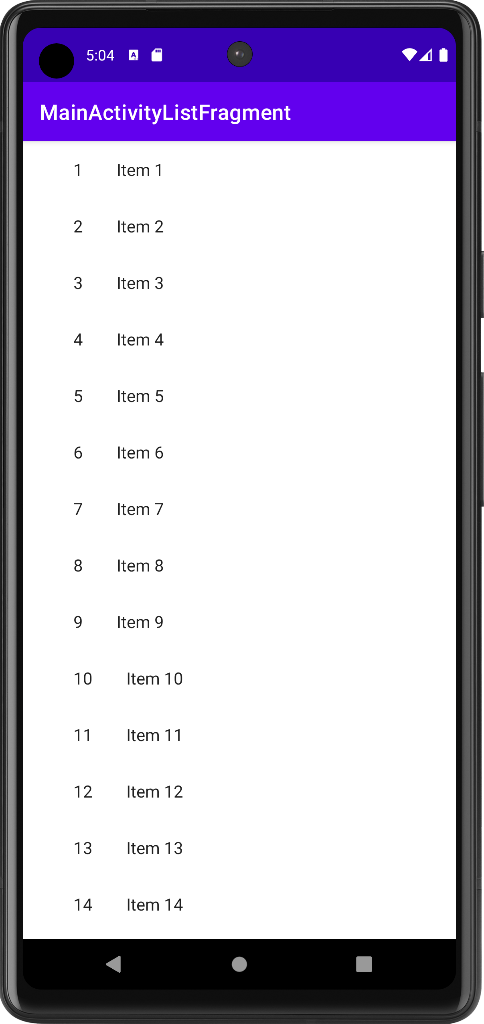 5:04
MainActivityListFragment
1 Item 1
2 Item 2
3 Item 3
4 Item 4
5 Item 5
6 Item 6
7 Item 7
8 Item 8
9 Item 9
10 Item 10
11 Item 11
12 Item 12
13 Item 13
14 Item 14